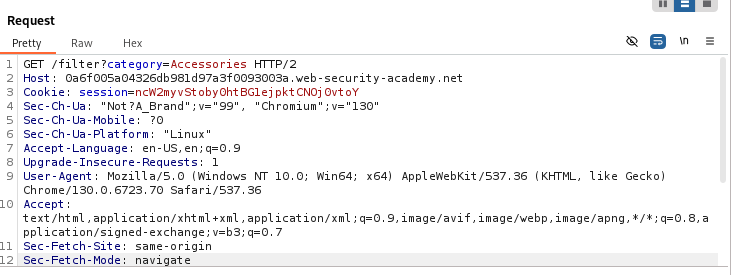 Request
Pretty Raw Hex
\n
1 GET /filter?category=Accessories HTTP/2
2 Host: 0a6f005a04326db981d97a3f0093003a.web-security-academy.net
3 Cookie: session=ncW2myvStoby0htBGlejpktCNOj0vtoY
4 Sec-Ch-Ua: "Not?A_Brand";v="99", "Chromium";v="130"
5 Sec-Ch-Ua-Mobile: ?0
6 Sec-Ch-Ua-Platform: "Linux"
7 Accept-Language: en-US,en;q=0.9
8 Upgrade-Insecure-Requests: 1
9 User-Agent: Mozilla/5.0 (Windows NT 10.0; Win64; x64) AppleWebKit/537.36 (KHTML, like Gecko)
Chrome/130.0.6723.70 Safari/537.36
10 Accept:
text/html,application/xhtml+xml,application/xml;q=0.9,image/avif,image/webp,image/apng,*/*;q=0.8,a
pplication/signed-exchange;v=b3;q=0.7
11 Sec-Fetch-Site: same-origin
12 Sec-Fetch-Mode: navigate